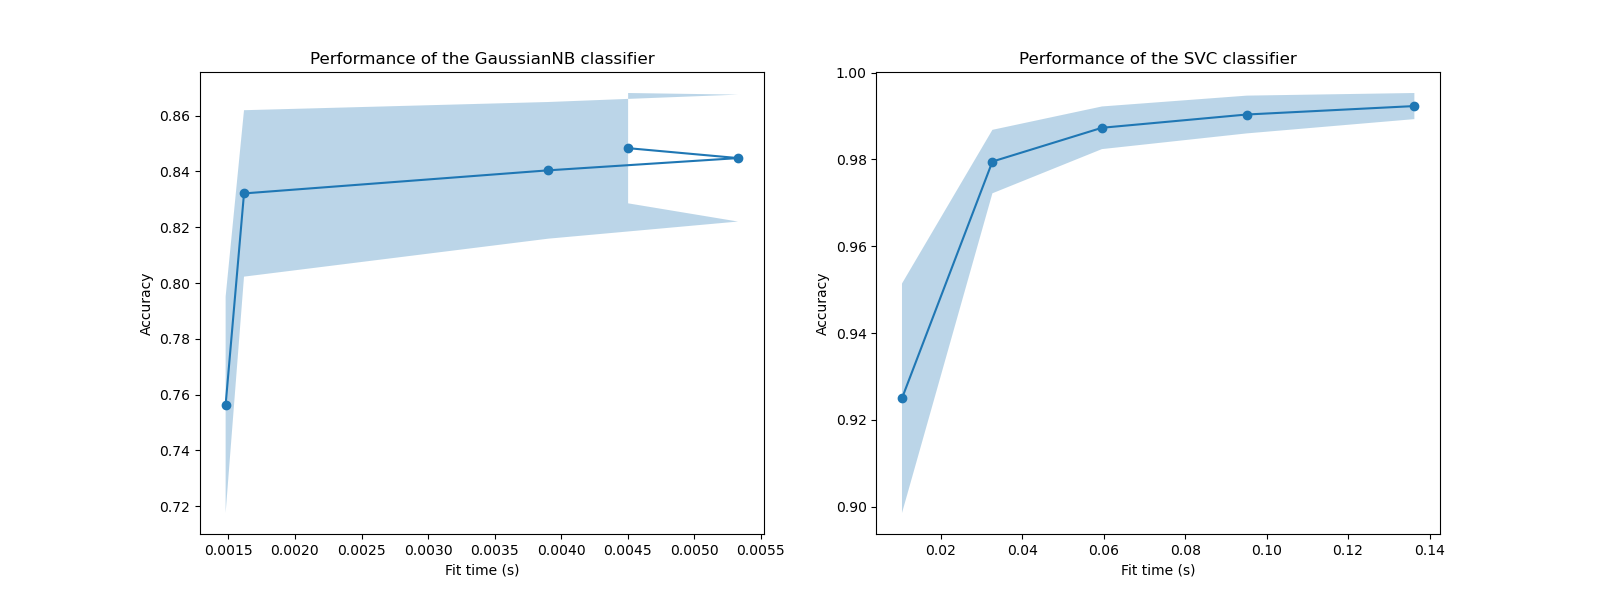 Performance of the GaussianNB classifier
Accuracy
0.86
0.84
0.82
0.80
0.78
0.76
0.74
0.72
0.0015 0.0020 0.0025 0.0030 0.0035 0.0040 0.0045 0.0050 0.0055
Fit time (s)
Performance of the SVC classifier
Accuracy
1.00
0.98
0.96
0.94
0.92
0.90
0.02 0.04 0.06 0.08 0.10 0.12 0.14
Fit time (s)